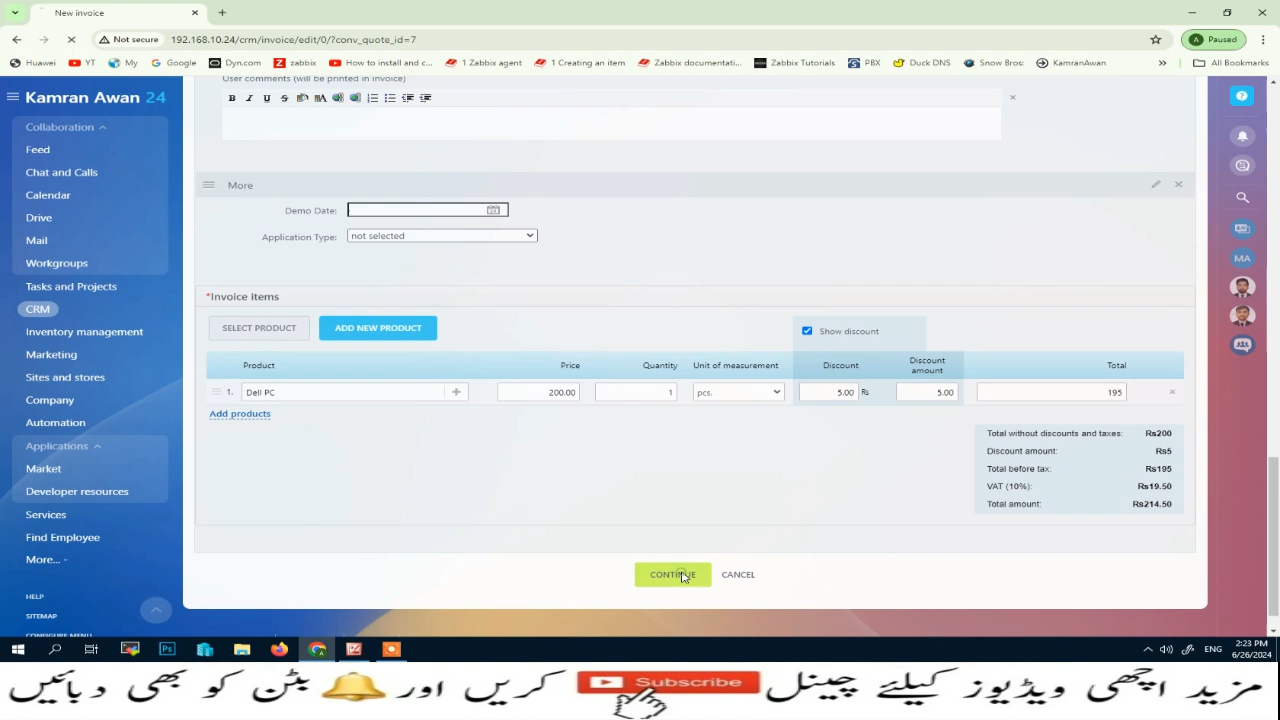 New invoice
Not secure 192.168.10.24/crm/invoice/edit/0/?conv_quote_id=7
Paused
Huawei YT My Google Dyn.com zabbix How to install and c... 1 Zabbix agent 1 Creating an item Zabbix documentati... Zabbix Tutorials PBX Duck DNS Snow Bros: KamranAwan All Bookmarks
Kamran Awan 24
Collaboration
Feed
Chat and Calls
Calendar
Drive
Mail
Workgroups
Tasks and Projects
CRM
Inventory management
Marketing
Sites and stores
Company
Automation
Applications
Market
Developer resources
Services
Find Employee
More... -
HELP
SITEMAP
CONFIGURE MENU
User comments (will be printed in invoice)
B I U S
More
Demo Date:
Application Type: not selected
*Invoice items
SELECT PRODUCT ADD NEW PRODUCT Show discount
Product Price Quantity Unit of measurement Discount Discount amount Total
1. Dell PC 200.00 1 pcs. 5.00 Rs 5.00 195
Add products
Total without discounts and taxes: Rs200
Discount amount: Rs5
Total before tax: Rs195
VAT (10%): Rs19.50
Total amount: Rs214.50
CONTINUE CANCEL
MA
Ps
ENG 2:23 PM
6/26/2024
مزید اچھی ویڈیوز کیلئے چینل Subscribe کریں اور بٹن کو بھی دبائیں